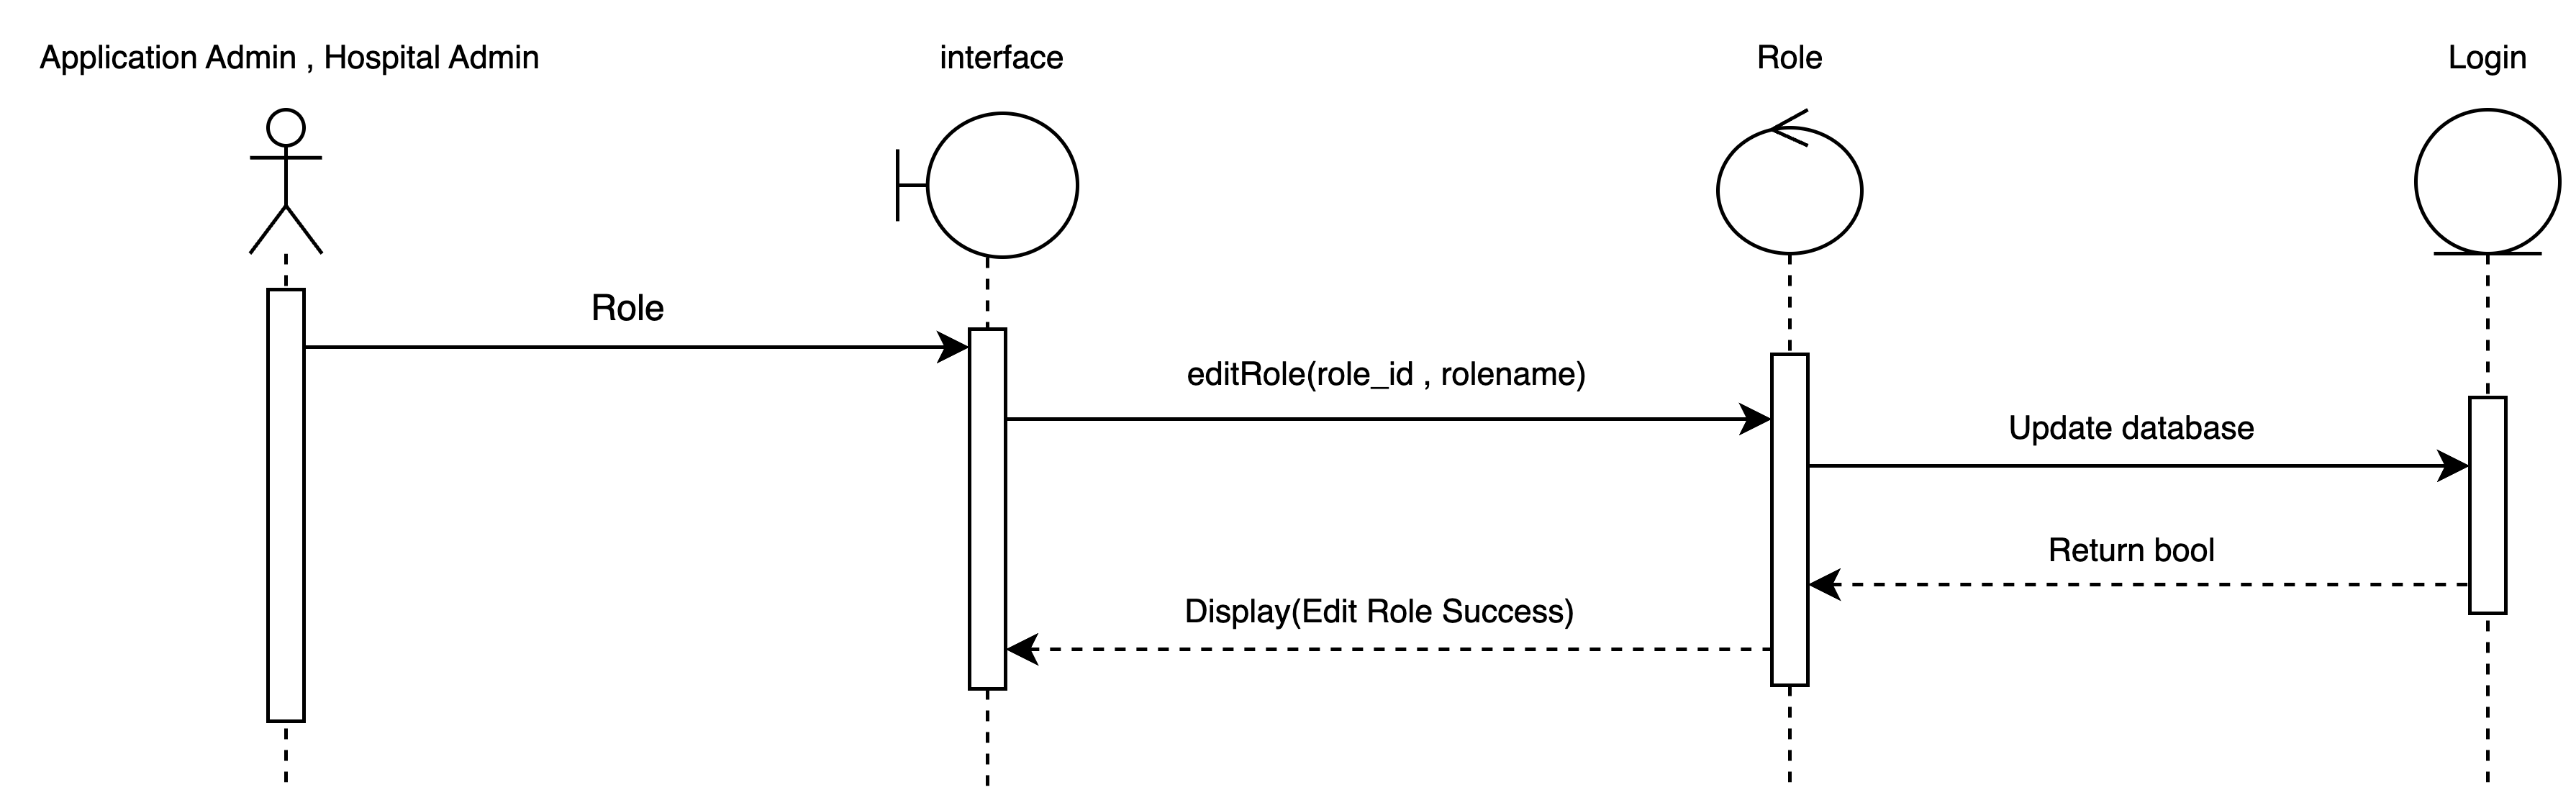 Application Admin , Hospital Admin
interface
Role
Login
Role
editRole(role_id , rolename)
Update database
Return bool
Display(Edit Role Success)